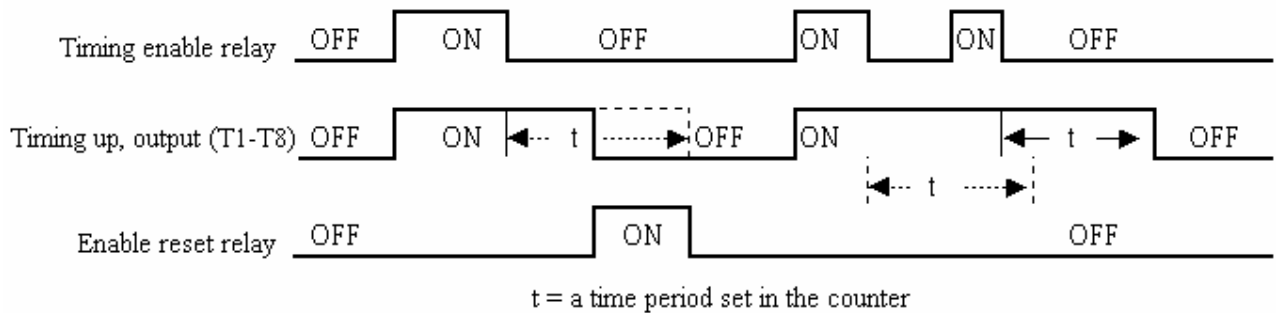 Timing enable relay OFF ON OFF ON ON OFF
Timing up, output (T1-T8) OFF ON t OFF ON t OFF
t
Enable reset relay OFF ON OFF
t = a time period set in the counter